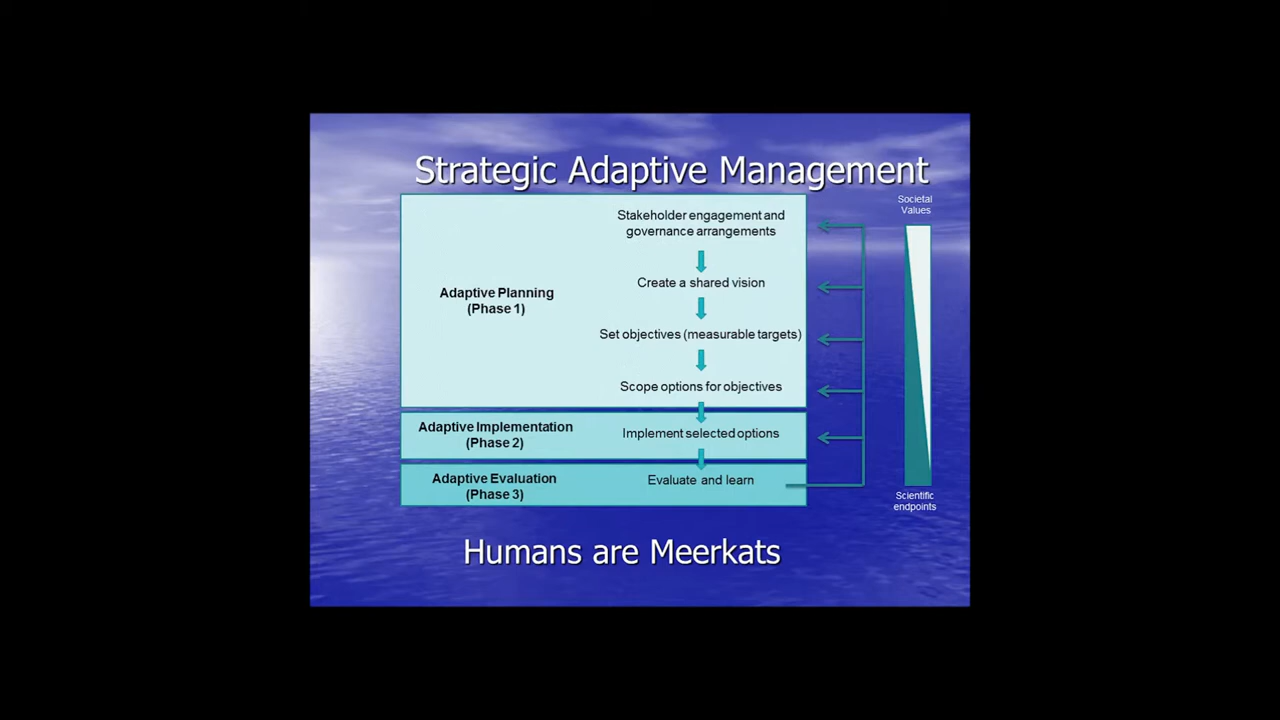 Strategic Adaptive Management
Societal
Values
Stakeholder engagement and
governance arrangements
Create a shared vision
Adaptive Planning
(Phase 1)
Set objectives (measurable targets)
Scope options for objectives
Adaptive Implementation
(Phase 2)
Implement selected options
Adaptive Evaluation
(Phase 3)
Evaluate and learn
Scientific
endpoints
Humans are Meerkats